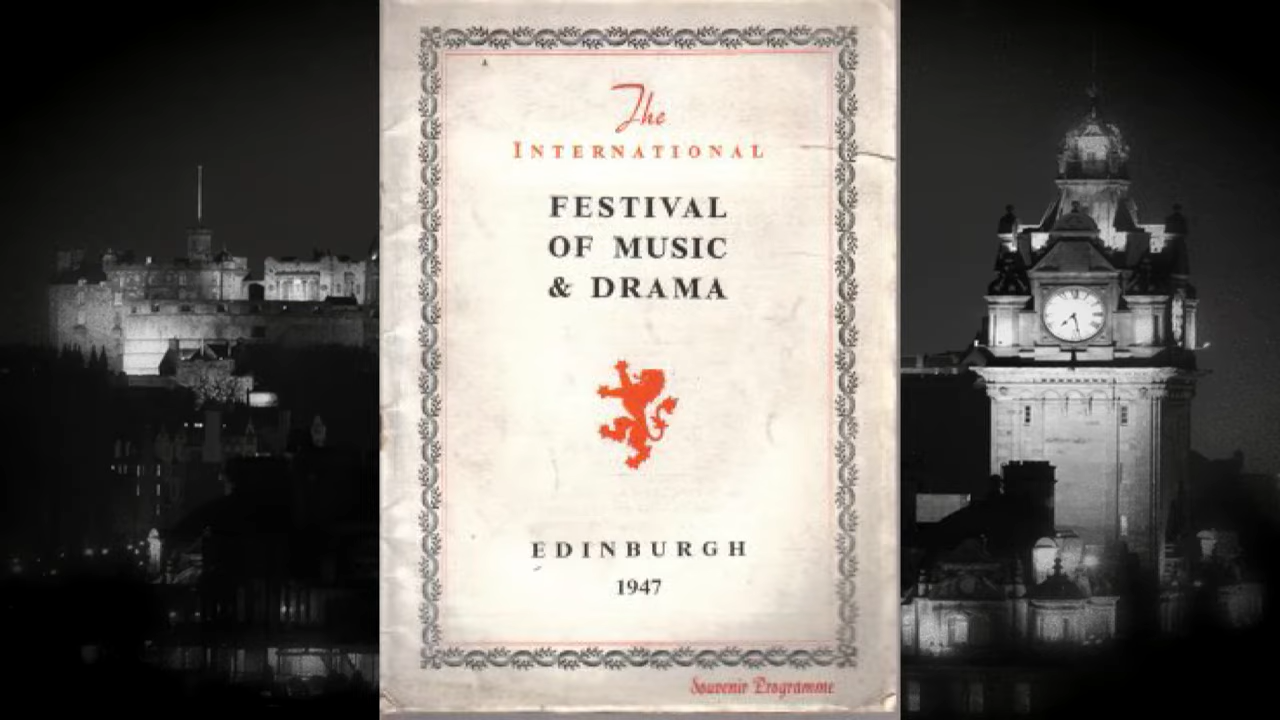 The
INTERNATIONAL
FESTIVAL
OF MUSIC
& DRAMA
EDINBURGH
1947
Souvenir Programme